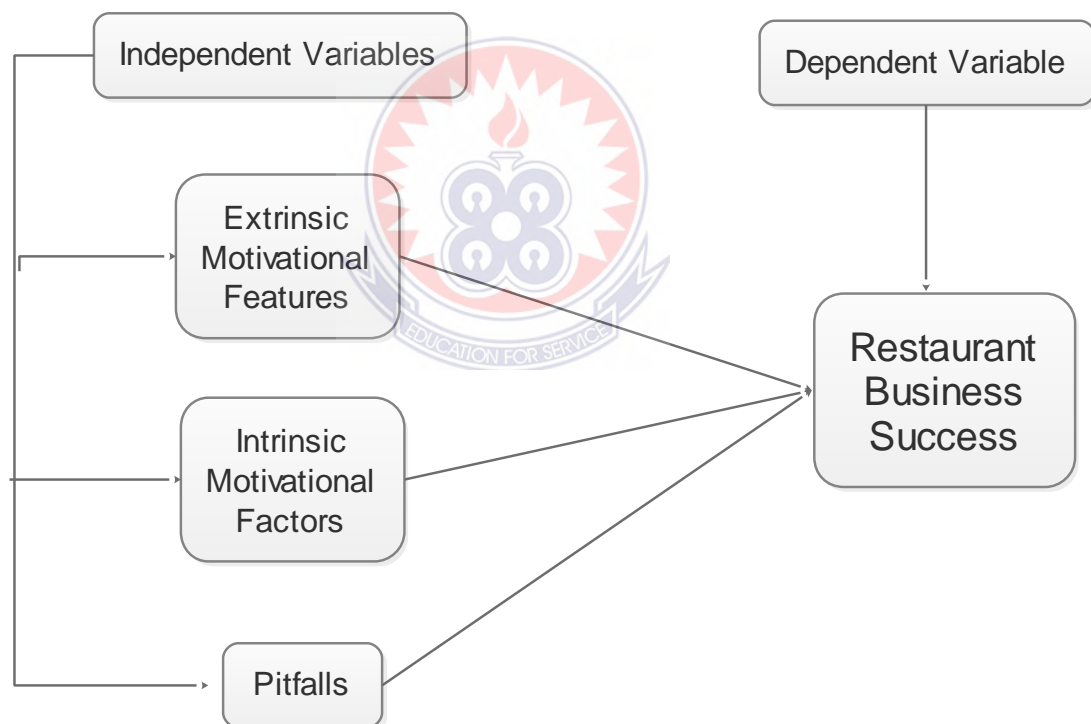 Independent Variables
Dependent Variable
Extrinsic
Motivational
Features
EDUCATION FOR SERVICE
Restaurant
Business
Success
Intrinsic
Motivational
Factors
Pitfalls